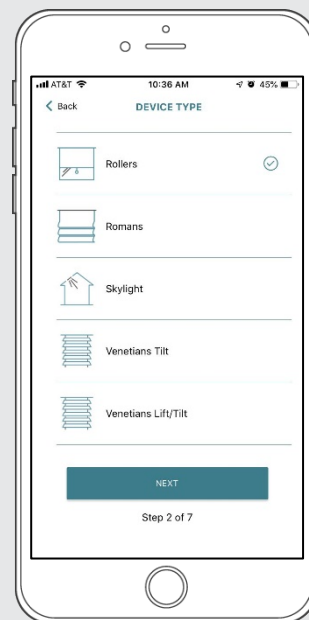 AT&T 10:36 AM 45%
Back DEVICE TYPE
Rollers
Romans
Skylight
Venetians Tilt
Venetians Lift/Tilt
NEXT
Step 2 of 7